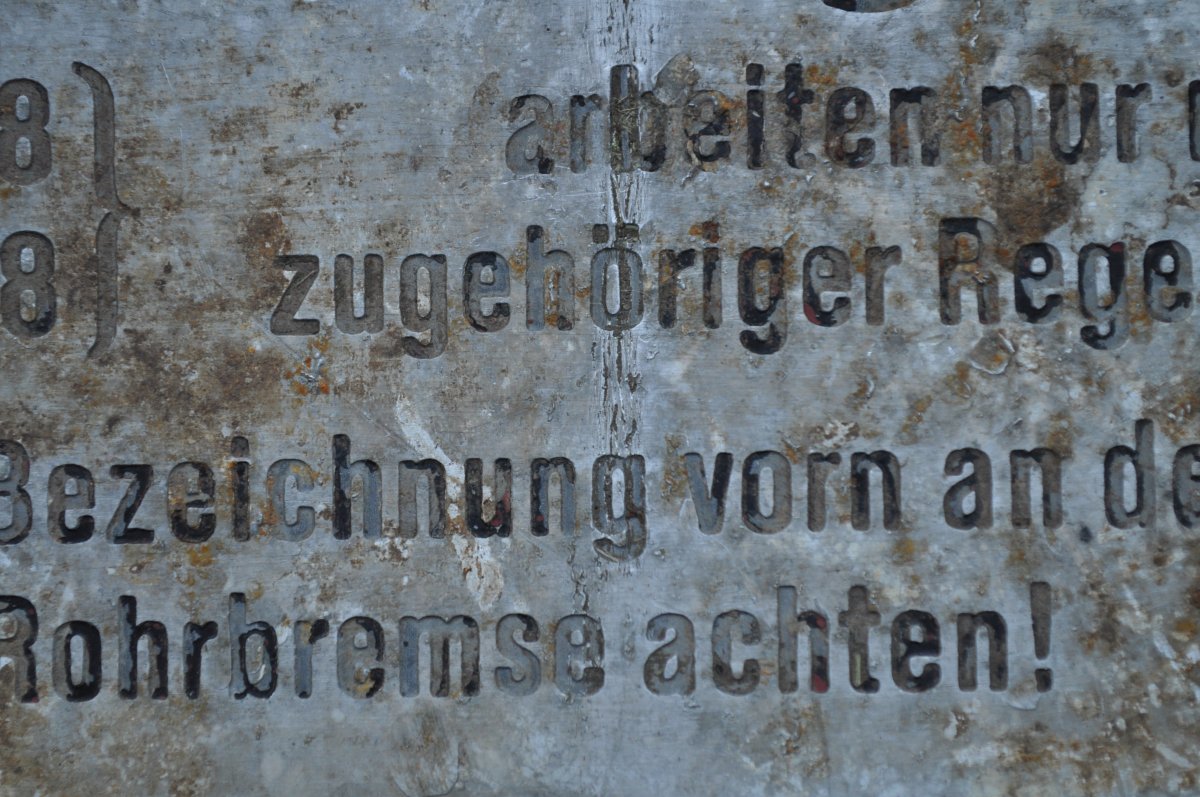 8 } arbeiten nur
8 zugehöriger Rege
Bezeichnung vorn an de
Rohrbremse achten!